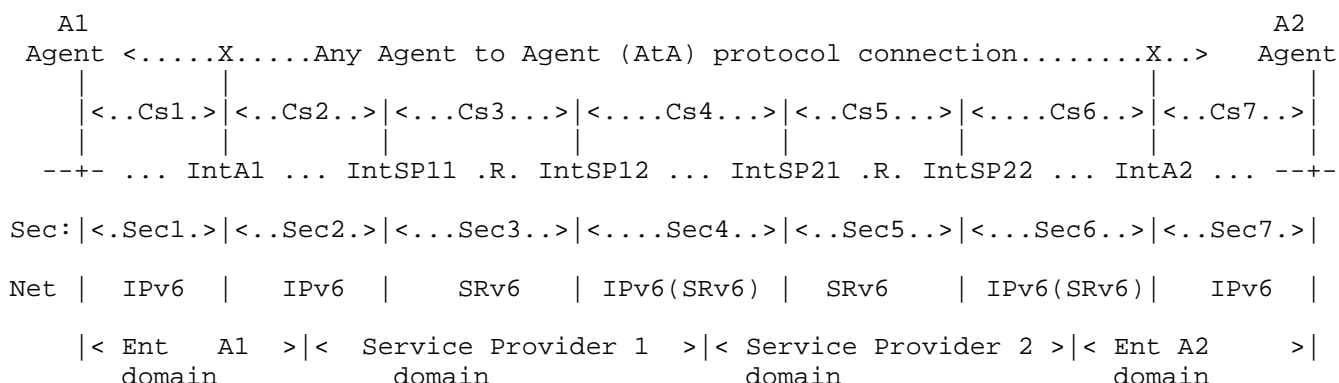 A1 A2
Agent <.....X.....Any Agent to Agent (AtA) protocol connection........X..> Agent
| | | |
|<..Cs1.>|<..Cs2..>|<...Cs3...>|<....Cs4...>|<..Cs5...>|<....Cs6..>|<..Cs7..>|
| | | | | | | |
--+- ... IntA1 ... IntSP11 .R. IntSP12 ... IntSP21 .R. IntSP22 ... IntA2 ... --+-
Sec:|<.Sec1.>|<..Sec2.>|<...Sec3..>|<....Sec4..>|<..Sec5..>|<...Sec6..>|<..Sec7.>|
Net | IPv6 | IPv6 | SRv6 | IPv6(SRv6) | SRv6 | IPv6(SRv6)| IPv6 |
|< Ent A1 >|< Service Provider 1 >|< Service Provider 2 >|< Ent A2 >|
domain domain domain domain